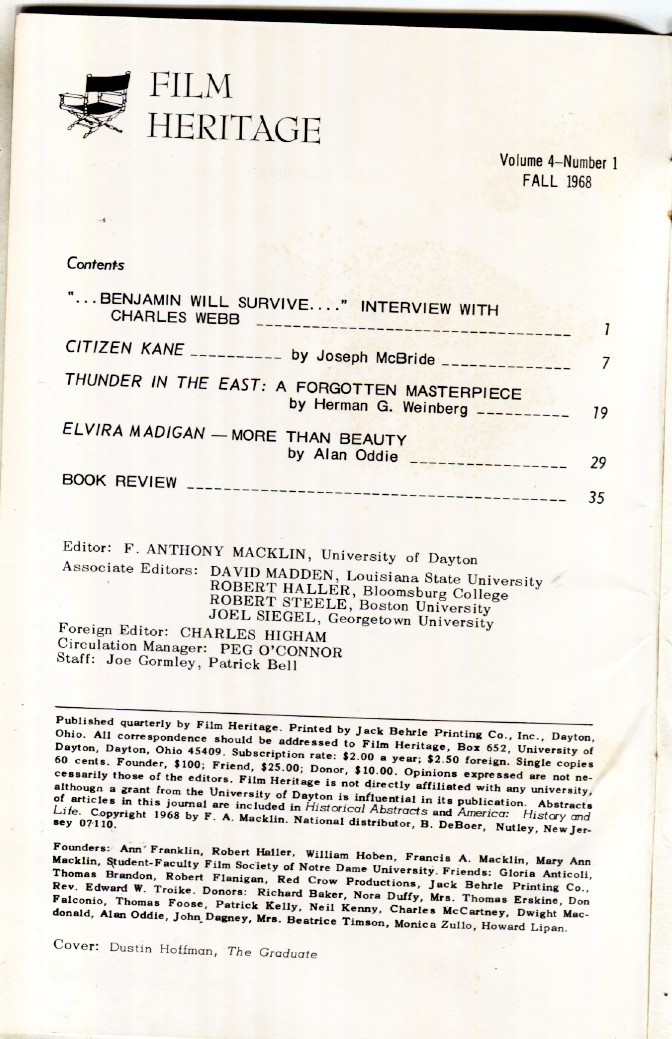 FILM
HERITAGE
Volume 4–Number 1
FALL 1968
Contents
"...BENJAMIN WILL SURVIVE...." INTERVIEW WITH
CHARLES WEBB ---------------------------------- 1
CITIZEN KANE ---------- by Joseph McBride -------------- 7
THUNDER IN THE EAST: A FORGOTTEN MASTERPIECE
by Herman G. Weinberg ---------- 19
ELVIRA MADIGAN — MORE THAN BEAUTY
by Alan Oddie ----------------- 29
BOOK REVIEW ----------------------------------------- 35
Editor: F. ANTHONY MACKLIN, University of Dayton
Associate Editors: DAVID MADDEN, Louisiana State University
ROBERT HALLER, Bloomsburg College
ROBERT STEELE, Boston University
JOEL SIEGEL, Georgetown University
Foreign Editor: CHARLES HIGHAM
Circulation Manager: PEG O'CONNOR
Staff: Joe Gormley, Patrick Bell
Published quarterly by Film Heritage. Printed by Jack Behrle Printing Co., Inc., Dayton,
Ohio. All correspondence should be addressed to Film Heritage, Box 652, University of
Dayton, Dayton, Ohio 45409. Subscription rate: $2.00 a year; $2.50 foreign. Single copies
60 cents. Founder, $100; Friend, $25.00; Donor, $10.00. Opinions expressed are not ne-
cessarily those of the editors. Film Heritage is not directly affiliated with any university,
although a grant from the University of Dayton is influential in its publication. Abstracts
of articles in this journal are included in Historical Abstracts and America: History and
Life. Copyright 1968 by F. A. Macklin. National distributor, B. DeBoer, Nutley, New Jer-
sey 07110.
Founders: Ann Franklin, Robert Haller, William Hoben, Francis A. Macklin, Mary Ann
Macklin, Student-Faculty Film Society of Notre Dame University. Friends: Gloria Anticoli,
Thomas Brandon, Robert Flanigan, Red Crow Productions, Jack Behrle Printing Co.,
Rev. Edward W. Troike. Donors: Richard Baker, Nora Duffy, Mrs. Thomas Erskine, Don
Falconio, Thomas Foose, Patrick Kelly, Neil Kenny, Charles McCartney, Dwight Mac-
donald, Alan Oddie, John Dagney, Mrs. Beatrice Timson, Monica Zullo, Howard Lipan.
Cover: Dustin Hoffman, The Graduate